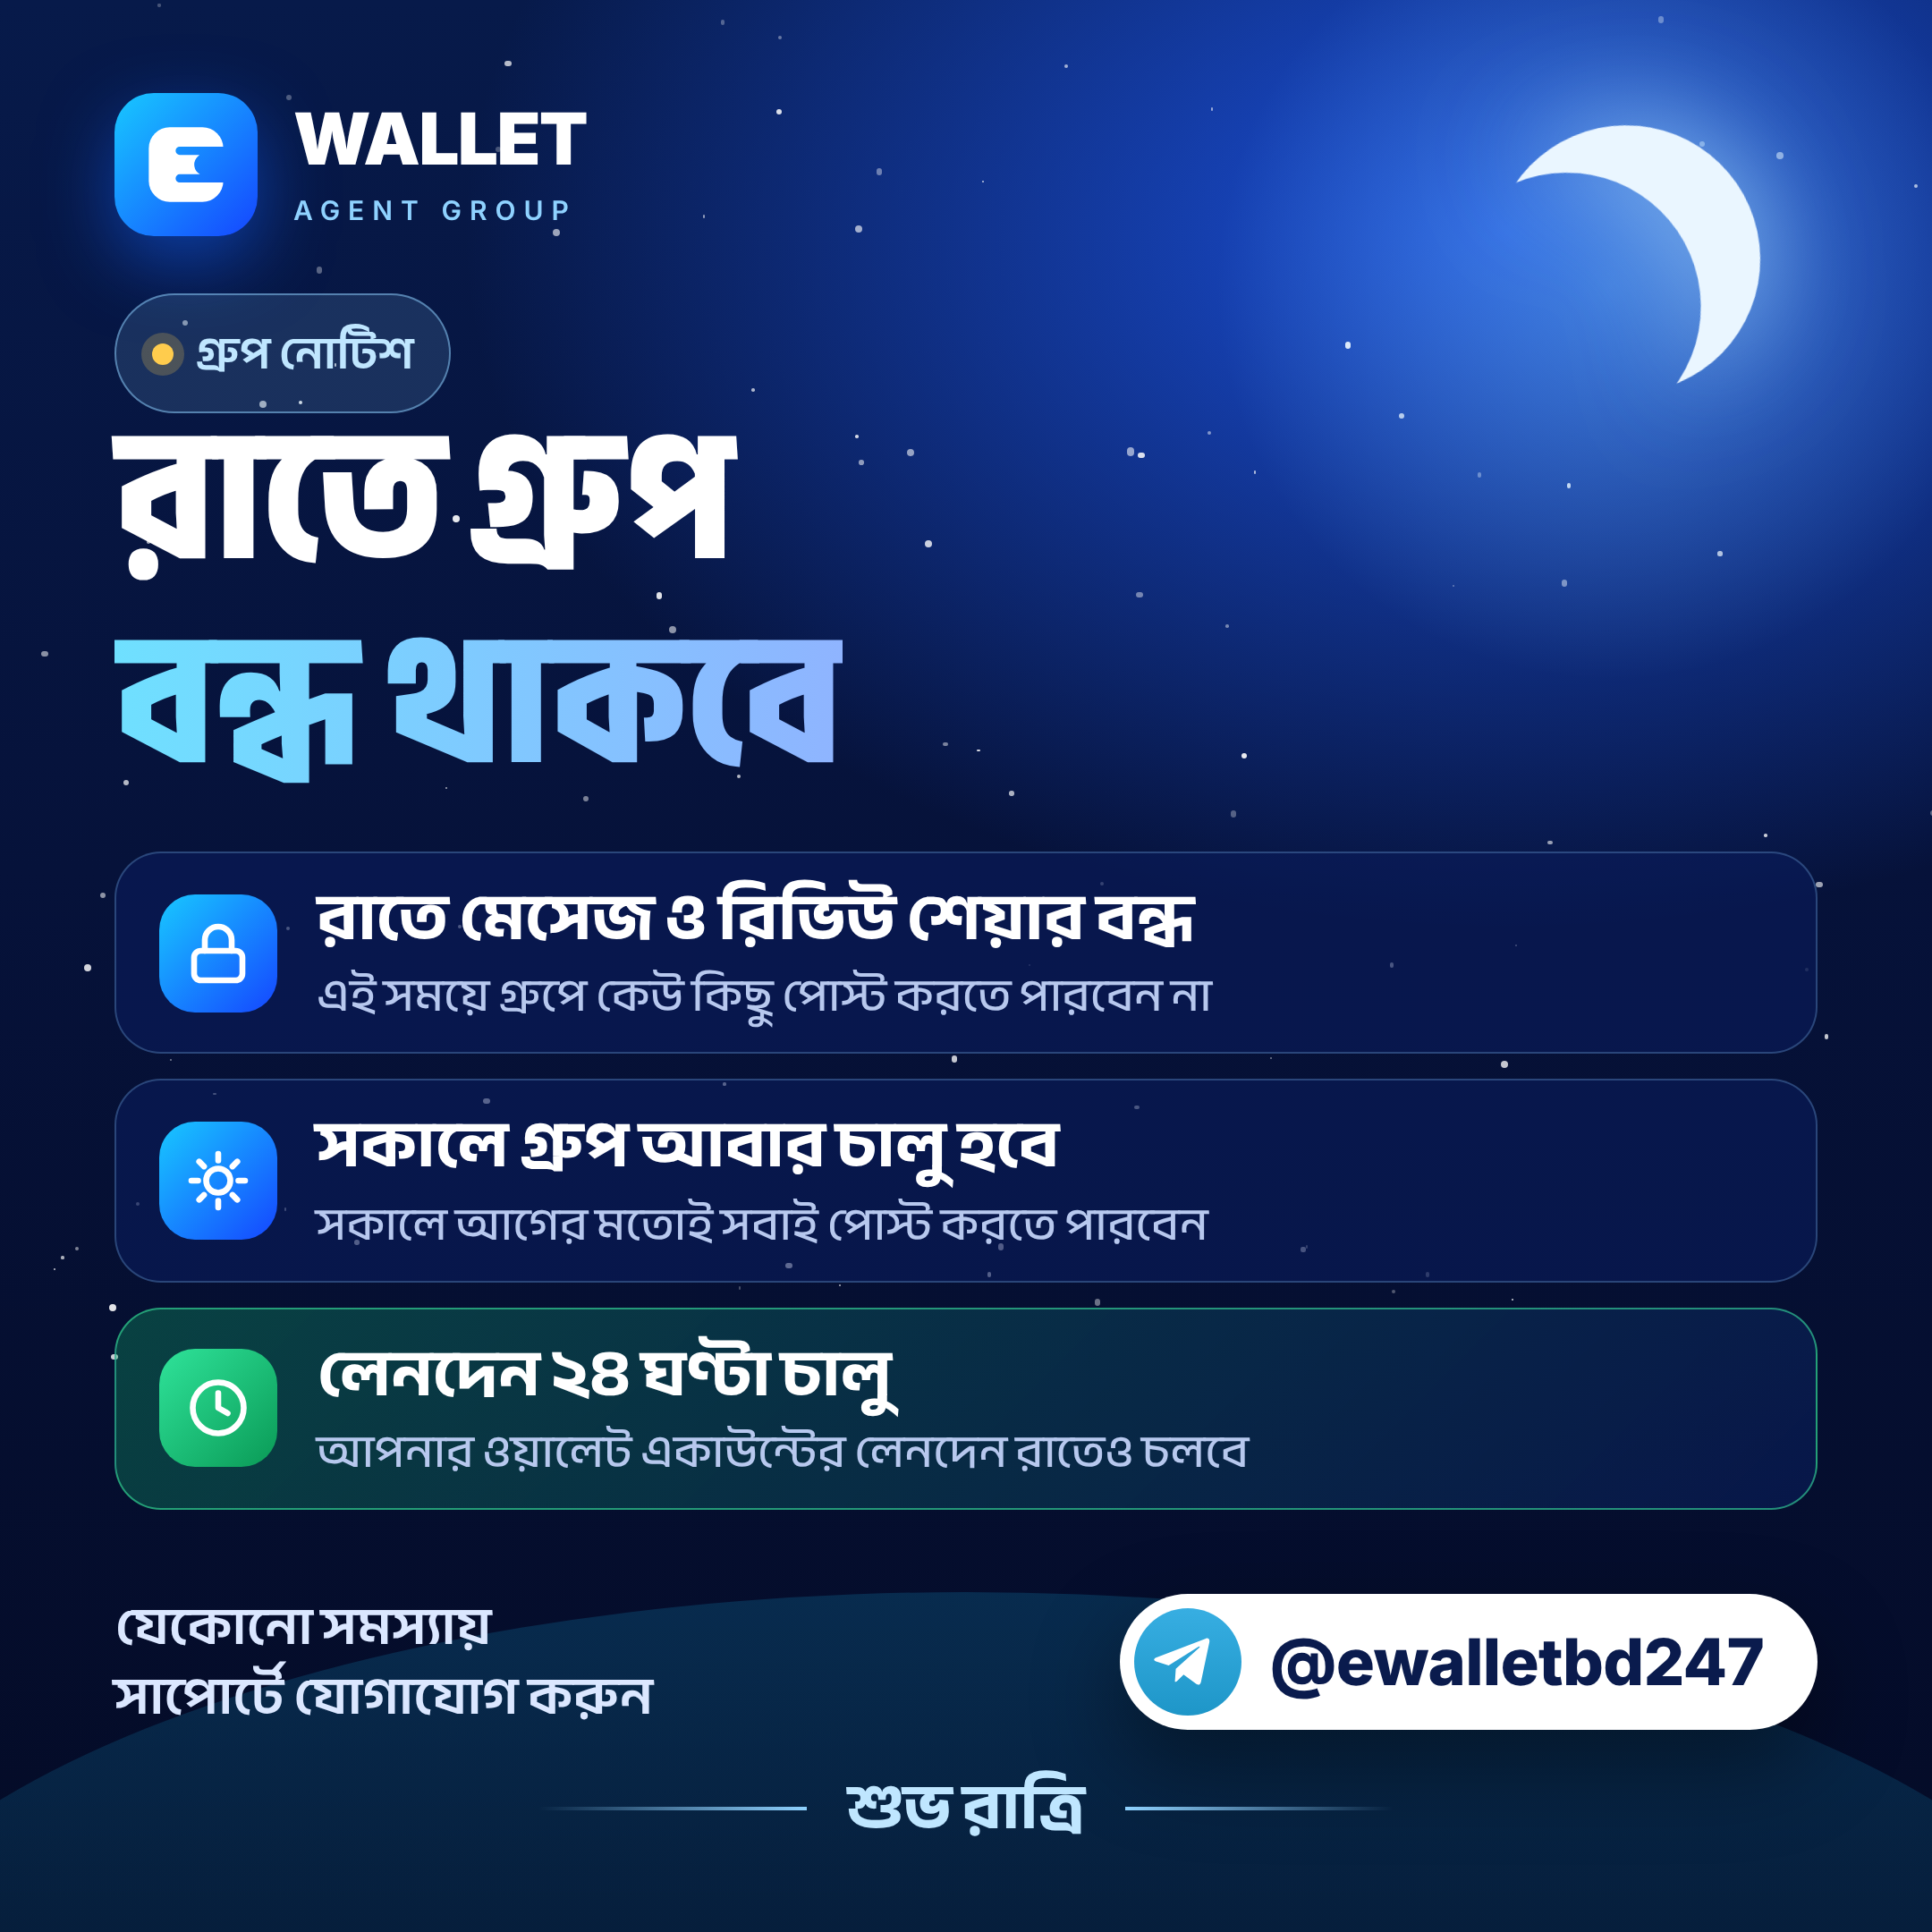 E WALLET
AGENT GROUP
গ্রুপ নোটিশ
রাতে গ্রুপ
বন্ধ থাকবে
রাতে মেসেজ ও রিভিউ শেয়ার বন্ধ
এই সময়ে গ্রুপে কেউ কিছু পোস্ট করতে পারবেন না
সকালে গ্রুপ আবার চালু হবে
সকালে আগের মতোই সবাই পোস্ট করতে পারবেন
লেনদেন ২৪ ঘণ্টা চালু
আপনার ওয়ালেট একাউন্টের লেনদেন রাতেও চলবে
যেকোনো সমস্যায়
সাপোর্টে যোগাযোগ করুন
@ewalletbd247
শুভ রাত্রি